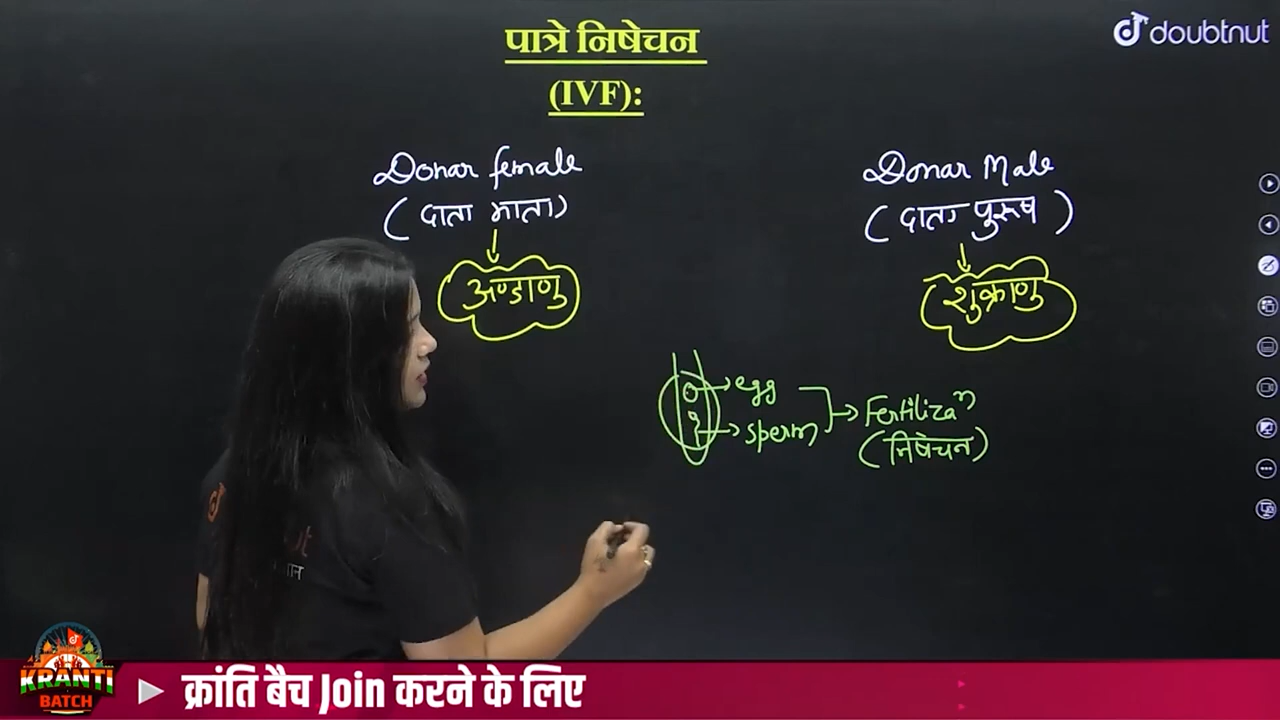 पात्रे निषेचन
(IVF):
doubtnut
Donar female
(दाता माता)
अण्डाणु
Donar Male
(दाता पुरूष)
शुक्राणु
egg
sperm
Fertilizaⁿ
(निषेचन)
KRANTI
BATCH
क्रांति बैच Join करने के लिए